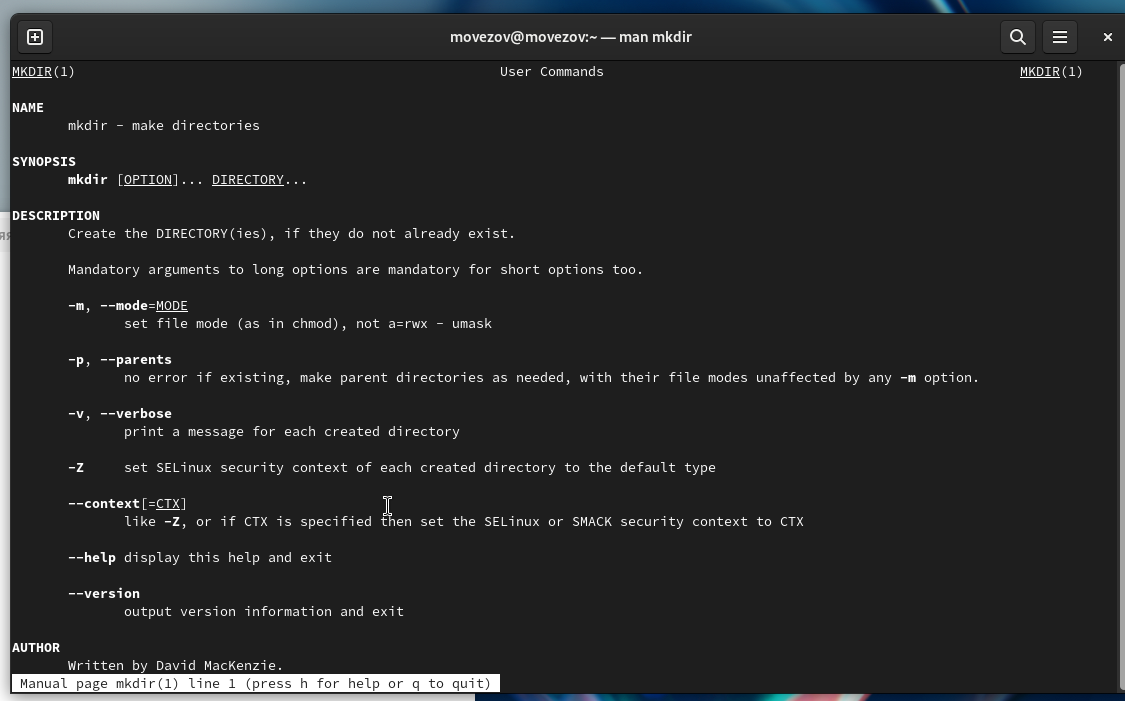 movezov@movezov:~ — man mkdir
MKDIR(1) User Commands MKDIR(1)
NAME
mkdir - make directories
SYNOPSIS
mkdir [OPTION]... DIRECTORY...
DESCRIPTION
Create the DIRECTORY(ies), if they do not already exist.
Mandatory arguments to long options are mandatory for short options too.
-m, --mode=MODE
set file mode (as in chmod), not a=rwx - umask
-p, --parents
no error if existing, make parent directories as needed, with their file modes unaffected by any -m option.
-v, --verbose
print a message for each created directory
-Z set SELinux security context of each created directory to the default type
--context[=CTX]
like -Z, or if CTX is specified then set the SELinux or SMACK security context to CTX
--help display this help and exit
--version
output version information and exit
AUTHOR
Written by David MacKenzie.
Manual page mkdir(1) line 1 (press h for help or q to quit)